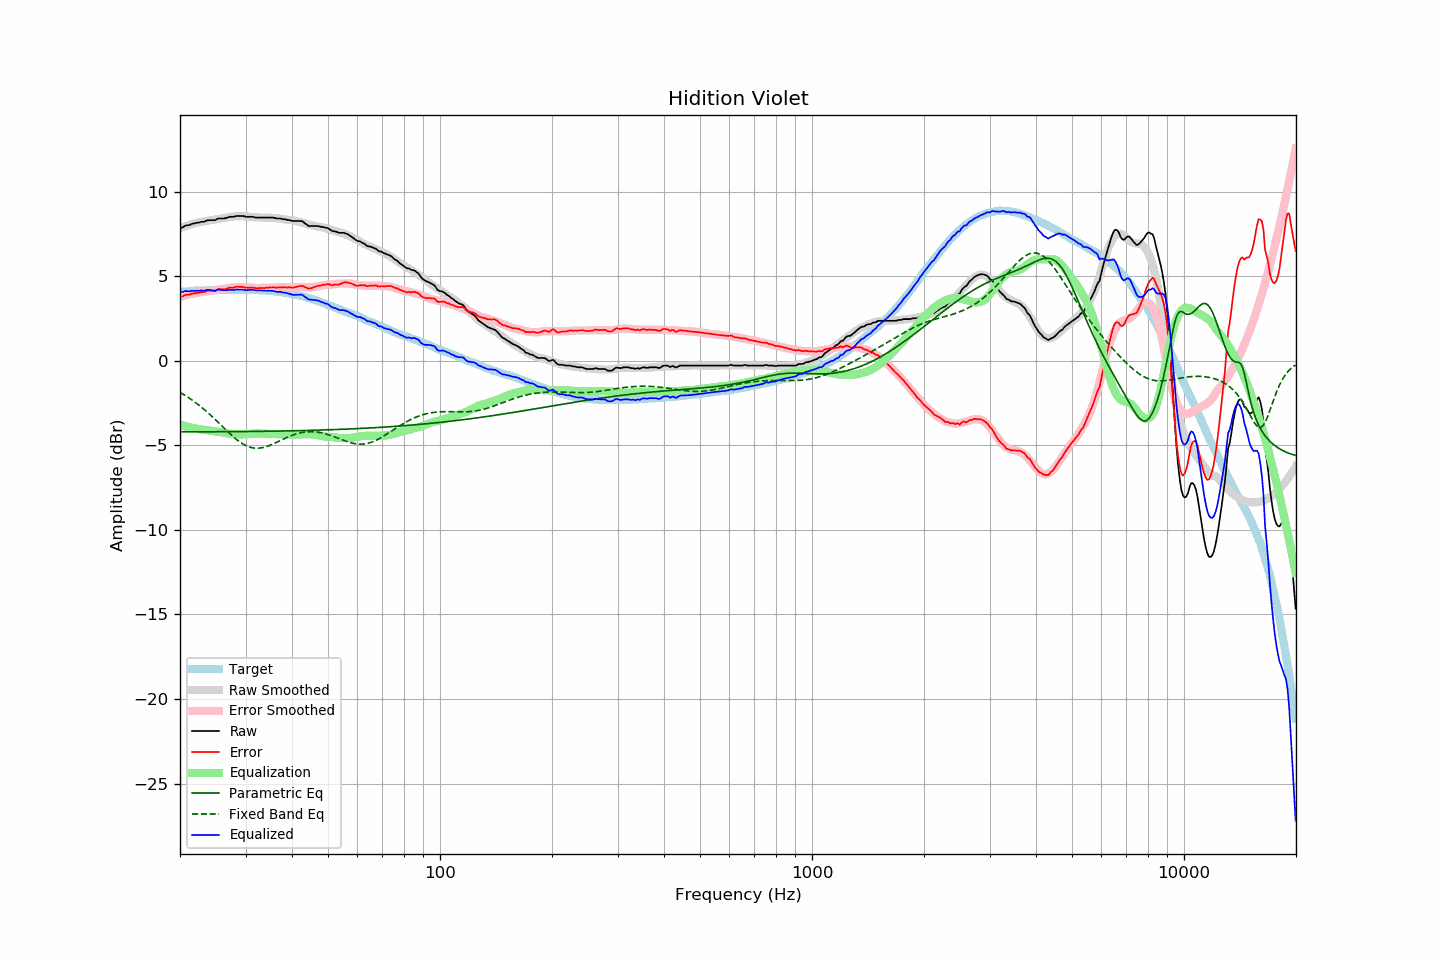 Hidition Violet
Amplitude (dBr)
10
5
0
−5
−10
−15
−20
−25
Target
Raw Smoothed
Error Smoothed
Raw
Error
Equalization
Parametric Eq
Fixed Band Eq
Equalized
100
1000
10000
Frequency (Hz)